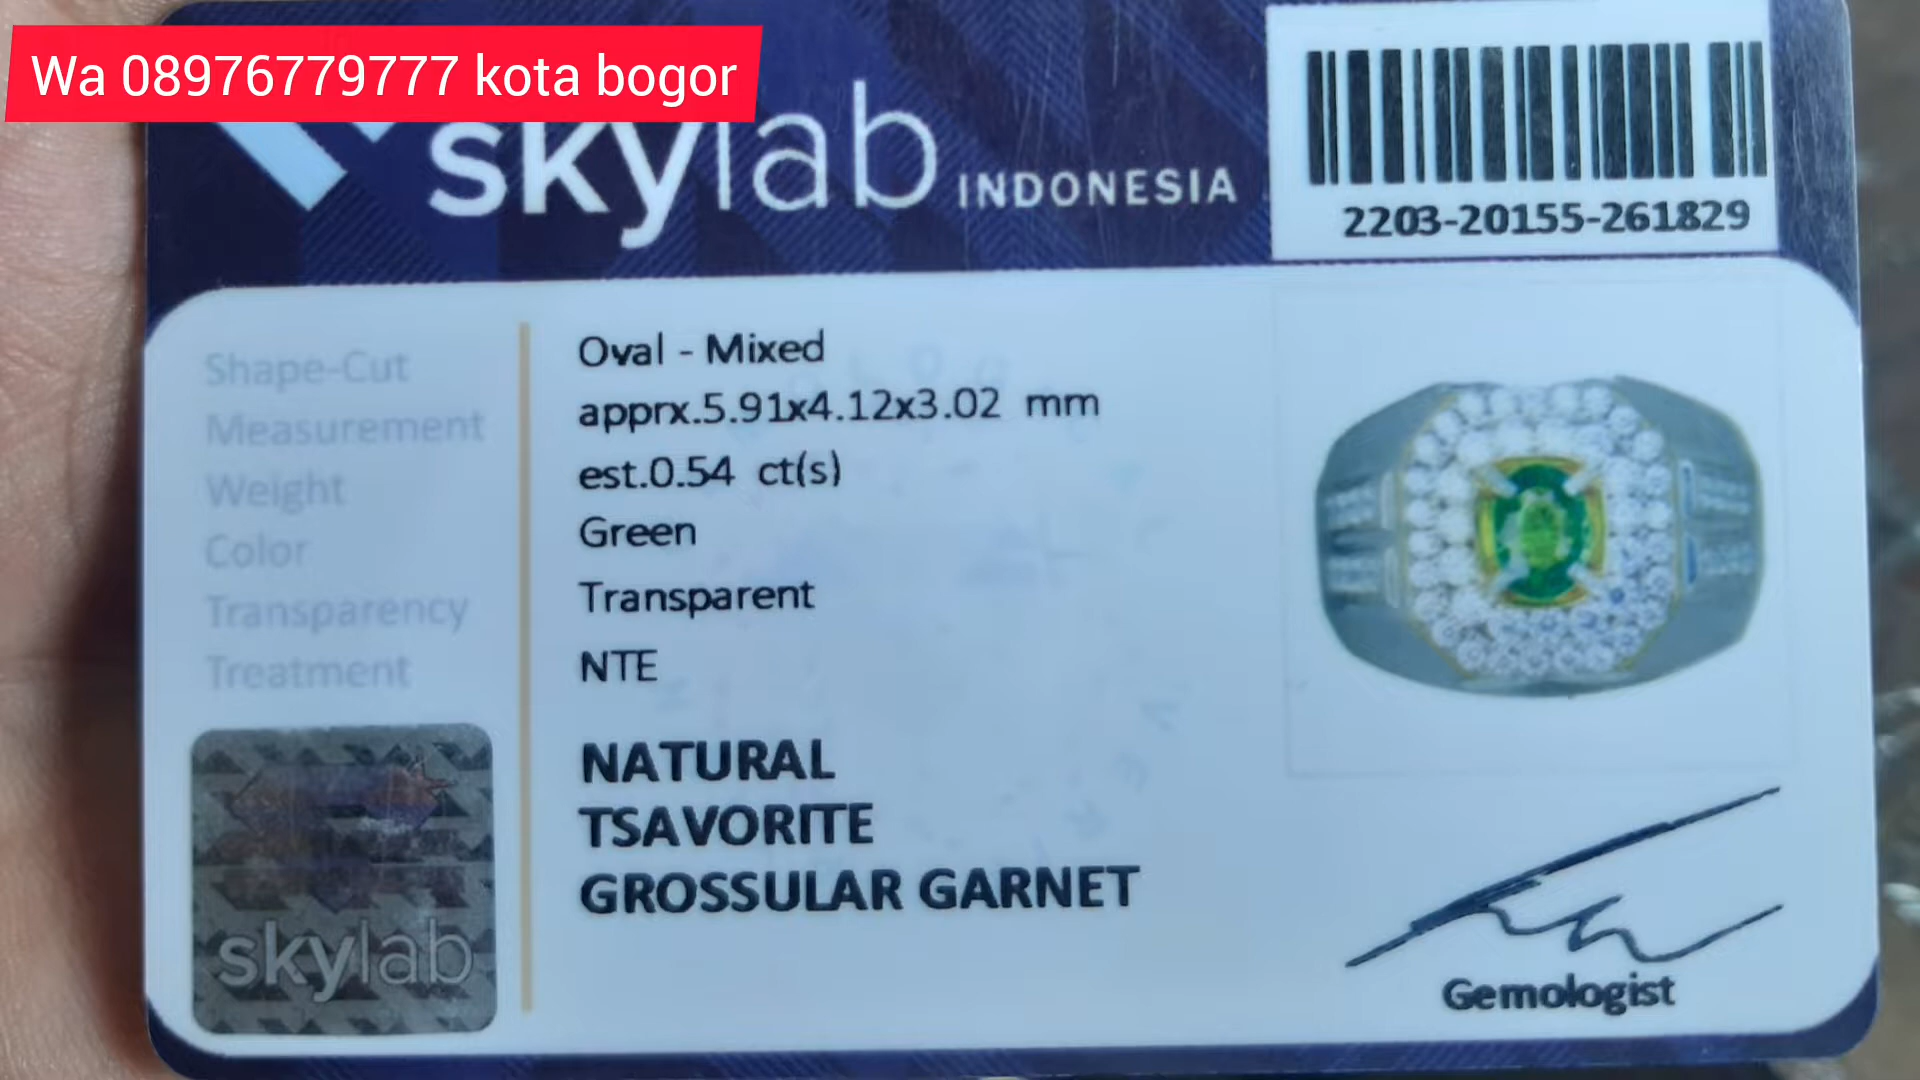 Wa 08976779777 kota bogor
skylab INDONESIA
2203-20155-261829
Shape-Cut Oval - Mixed
Measurement apprx.5.91x4.12x3.02 mm
Weight est.0.54 ct(s)
Color Green
Transparency Transparent
Treatment NTE
NATURAL
TSAVORITE
GROSSULAR GARNET
skylab
Gemologist